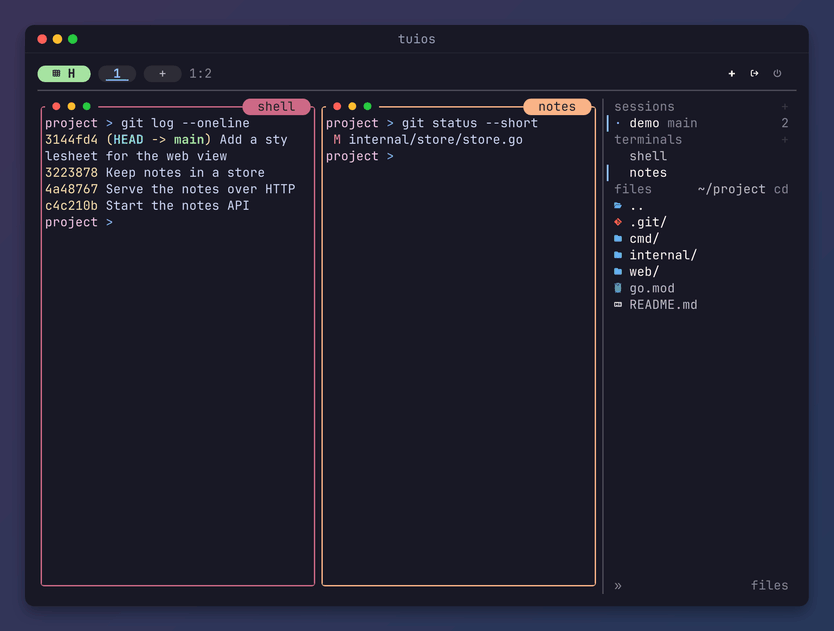 tuios
H 1 + 1:2
shell
project > git log --oneline
3144fd4 (HEAD -> main) Add a sty
lesheet for the web view
3223878 Keep notes in a store
4a48767 Serve the notes over HTTP
c4c210b Start the notes API
project >
notes
project > git status --short
M internal/store/store.go
project >
sessions +
· demo main 2
terminals +
shell
notes
files ~/project cd
..
.git/
cmd/
internal/
web/
go.mod
README.md
» files